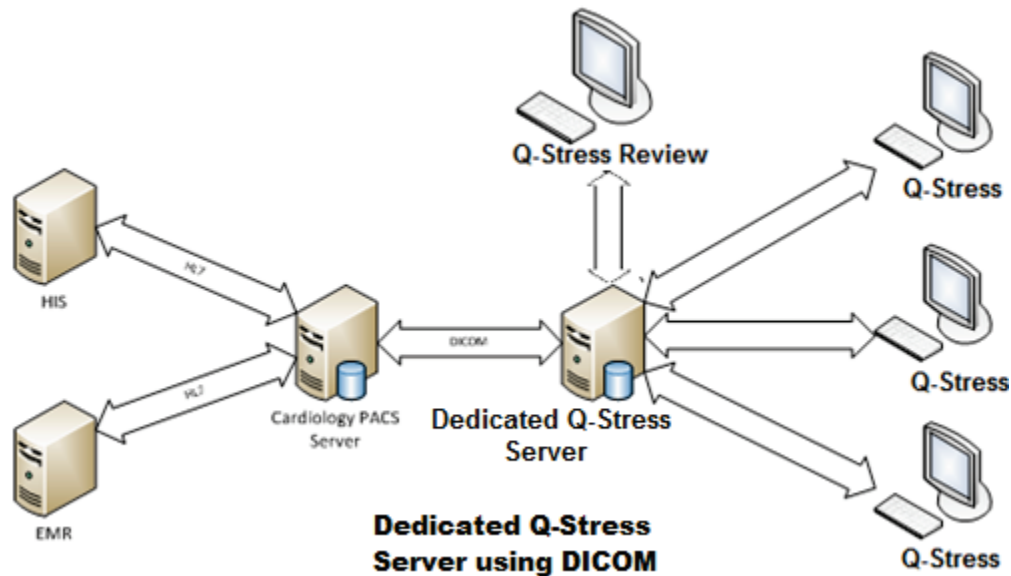 Q-Stress Review
Q-Stress
HIS
HL7
Q-Stress
DICOM
HL7
Cardiology PACS
Server
Dedicated Q-Stress
Server
EMR
Q-Stress
Dedicated Q-Stress
Server using DICOM